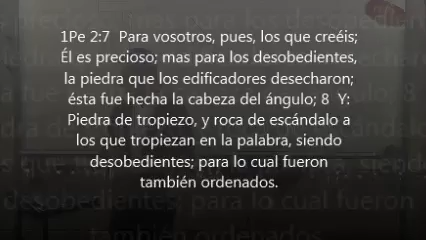 1Pe 2:7 Para vosotros, pues, los que creéis;
Él es precioso; mas para los desobedientes,
la piedra que los edificadores desecharon;
ésta fue hecha la cabeza del ángulo; 8 Y:
Piedra de tropiezo, y roca de escándalo a
los que tropiezan en la palabra, siendo
desobedientes; para lo cual fueron
también ordenados.